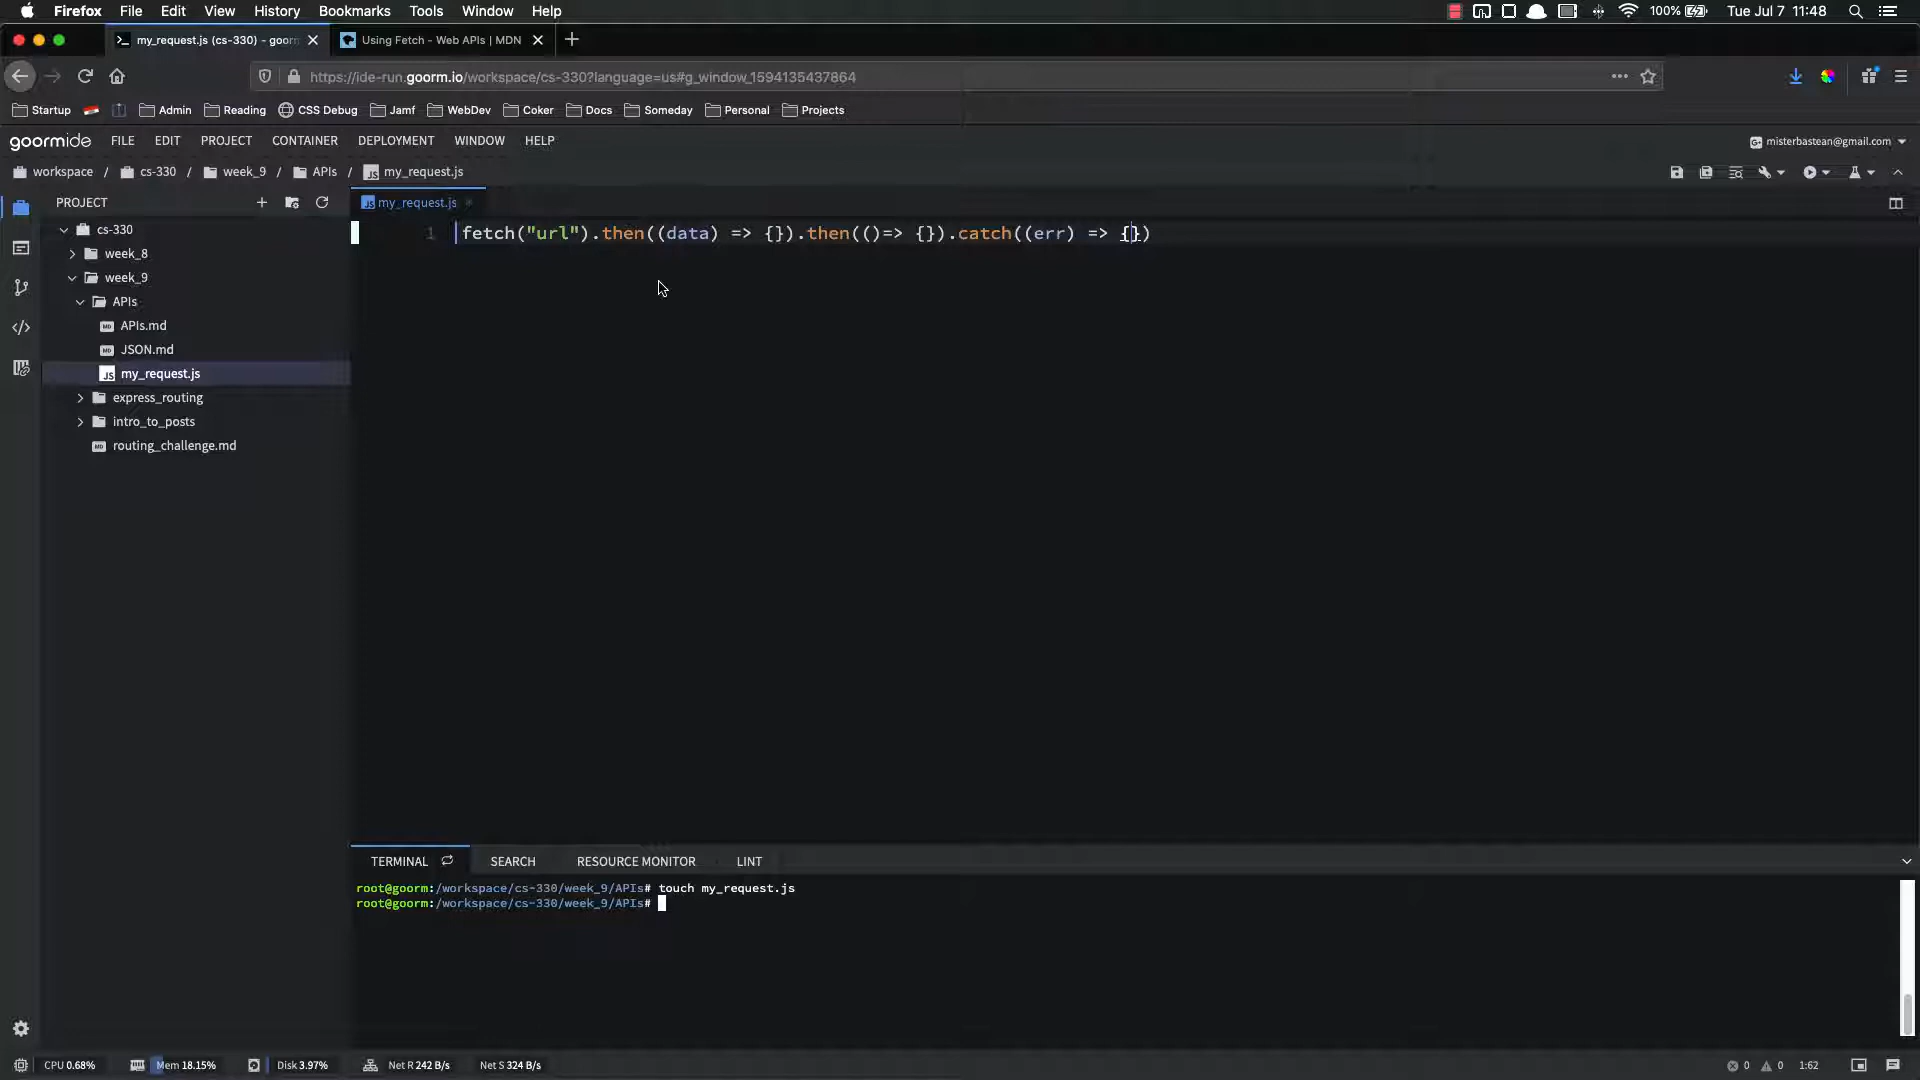 Firefox File Edit View History Bookmarks Tools Window Help 100% Tue Jul 7 11:48
my_request.js (cs-330) - goorm Using Fetch - Web APIs | MDN
https://ide-run.goorm.io/workspace/cs-330?language=us#g_window_1594135437864
Startup Admin Reading CSS Debug Jamf WebDev Coker Docs Someday Personal Projects
goormide FILE EDIT PROJECT CONTAINER DEPLOYMENT WINDOW HELP misterbastean@gmail.com
workspace / cs-330 / week_9 / APIs / my_request.js
PROJECT
my_request.js
cs-330
week_8
week_9
APIs
APIs.md
JSON.md
my_request.js
express_routing
intro_to_posts
routing_challenge.md
1 fetch("url").then((data) => {}).then(()=> {}).catch((err) => {})
TERMINAL SEARCH RESOURCE MONITOR LINT
root@goorm:/workspace/cs-330/week_9/APIs# touch my_request.js
root@goorm:/workspace/cs-330/week_9/APIs#
CPU 0.68% Mem 18.15% Disk 3.97% Net R 242 B/s Net S 324 B/s 0 0 1:62